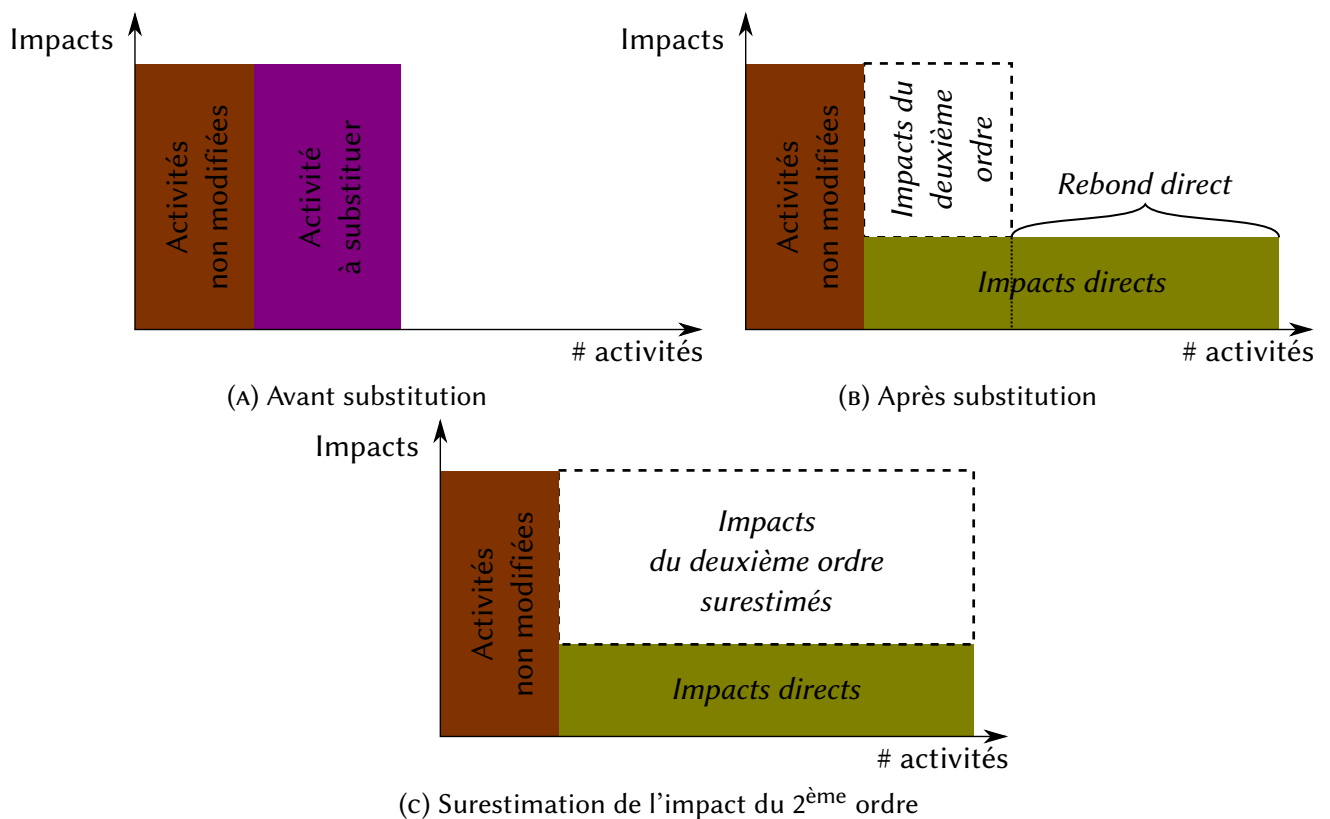 Impacts
Activités
non modifiées
Activité
à substituer
# activités
(A) Avant substitution
Impacts
Activités
non modifiées
Impacts du
deuxième
ordre
Rebond direct
Impacts directs
# activités
(B) Après substitution
Impacts
Activités
non modifiées
Impacts
du deuxième ordre
surestimés
Impacts directs
# activités
(C) Surestimation de l'impact du 2ème ordre